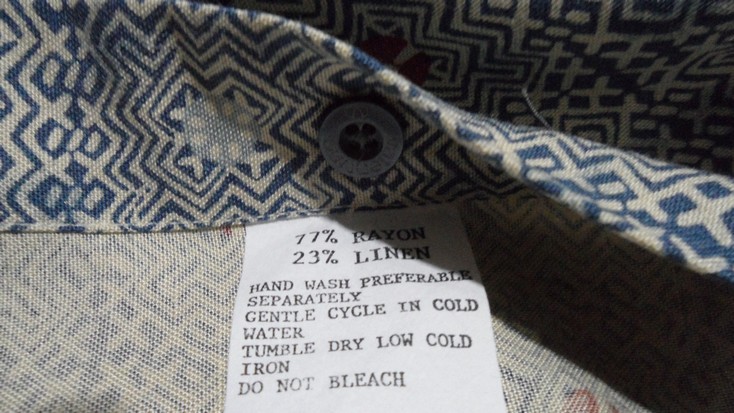 77% RAYON
23% LINEN
HAND WASH PREFERABLE
SEPARATELY
GENTLE CYCLE IN COLD
WATER
TUMBLE DRY LOW COLD
IRON
DO NOT BLEACH